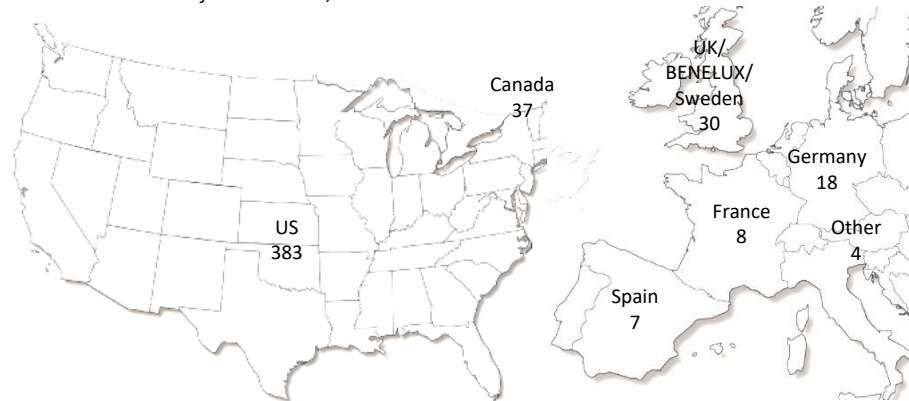 Canada
37
US
383
UK/
BENELUX/
Sweden
30
Germany
18
France
8
Other
4
Spain
7